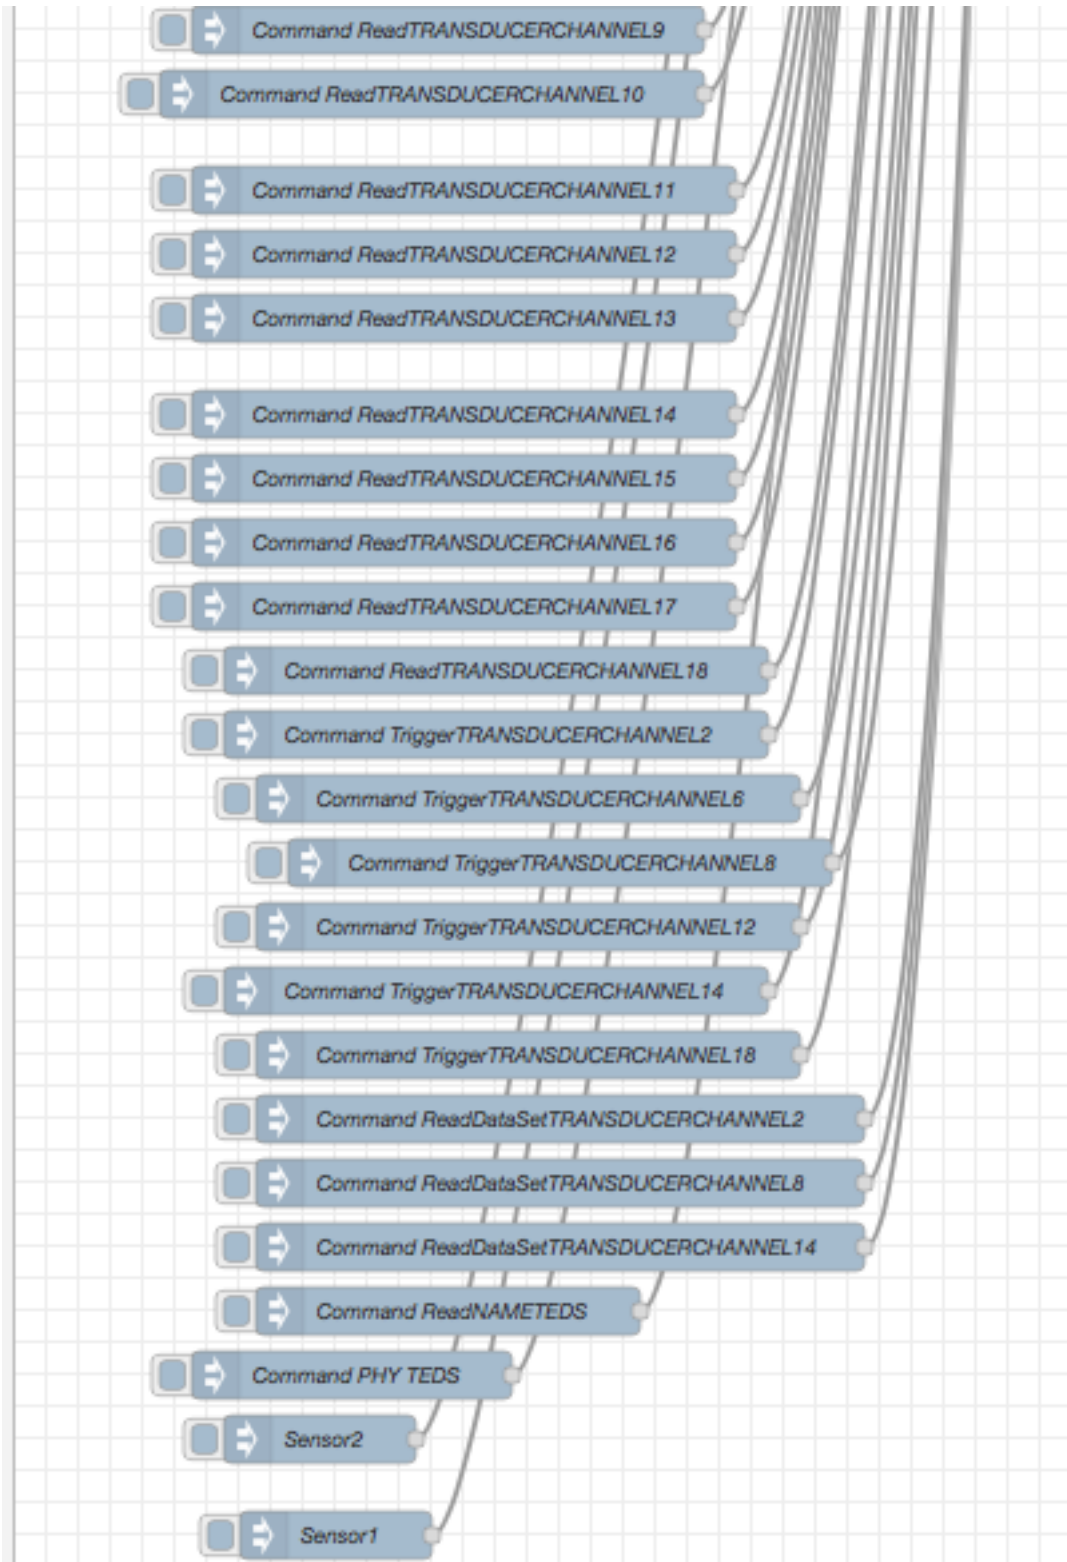 Command ReadTRANSDUCERCHANNEL9
Command ReadTRANSDUCERCHANNEL10
Command ReadTRANSDUCERCHANNEL11
Command ReadTRANSDUCERCHANNEL12
Command ReadTRANSDUCERCHANNEL13
Command ReadTRANSDUCERCHANNEL14
Command ReadTRANSDUCERCHANNEL15
Command ReadTRANSDUCERCHANNEL16
Command ReadTRANSDUCERCHANNEL17
Command ReadTRANSDUCERCHANNEL18
Command TriggerTRANSDUCERCHANNEL2
Command TriggerTRANSDUCERCHANNEL6
Command TriggerTRANSDUCERCHANNEL8
Command TriggerTRANSDUCERCHANNEL12
Command TriggerTRANSDUCERCHANNEL14
Command TriggerTRANSDUCERCHANNEL18
Command ReadDataSetTRANSDUCERCHANNEL2
Command ReadDataSetTRANSDUCERCHANNEL8
Command ReadDataSetTRANSDUCERCHANNEL14
Command ReadNAMETEDS
Command PHY TEDS
Sensor2
Sensor1